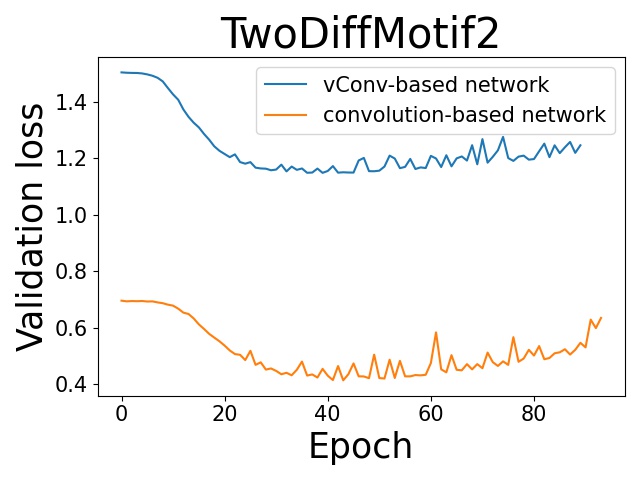 TwoDiffMotif2
vConv-based network
convolution-based network
Validation loss
1.4
1.2
1.0
0.8
0.6
0.4
0 20 40 60 80
Epoch